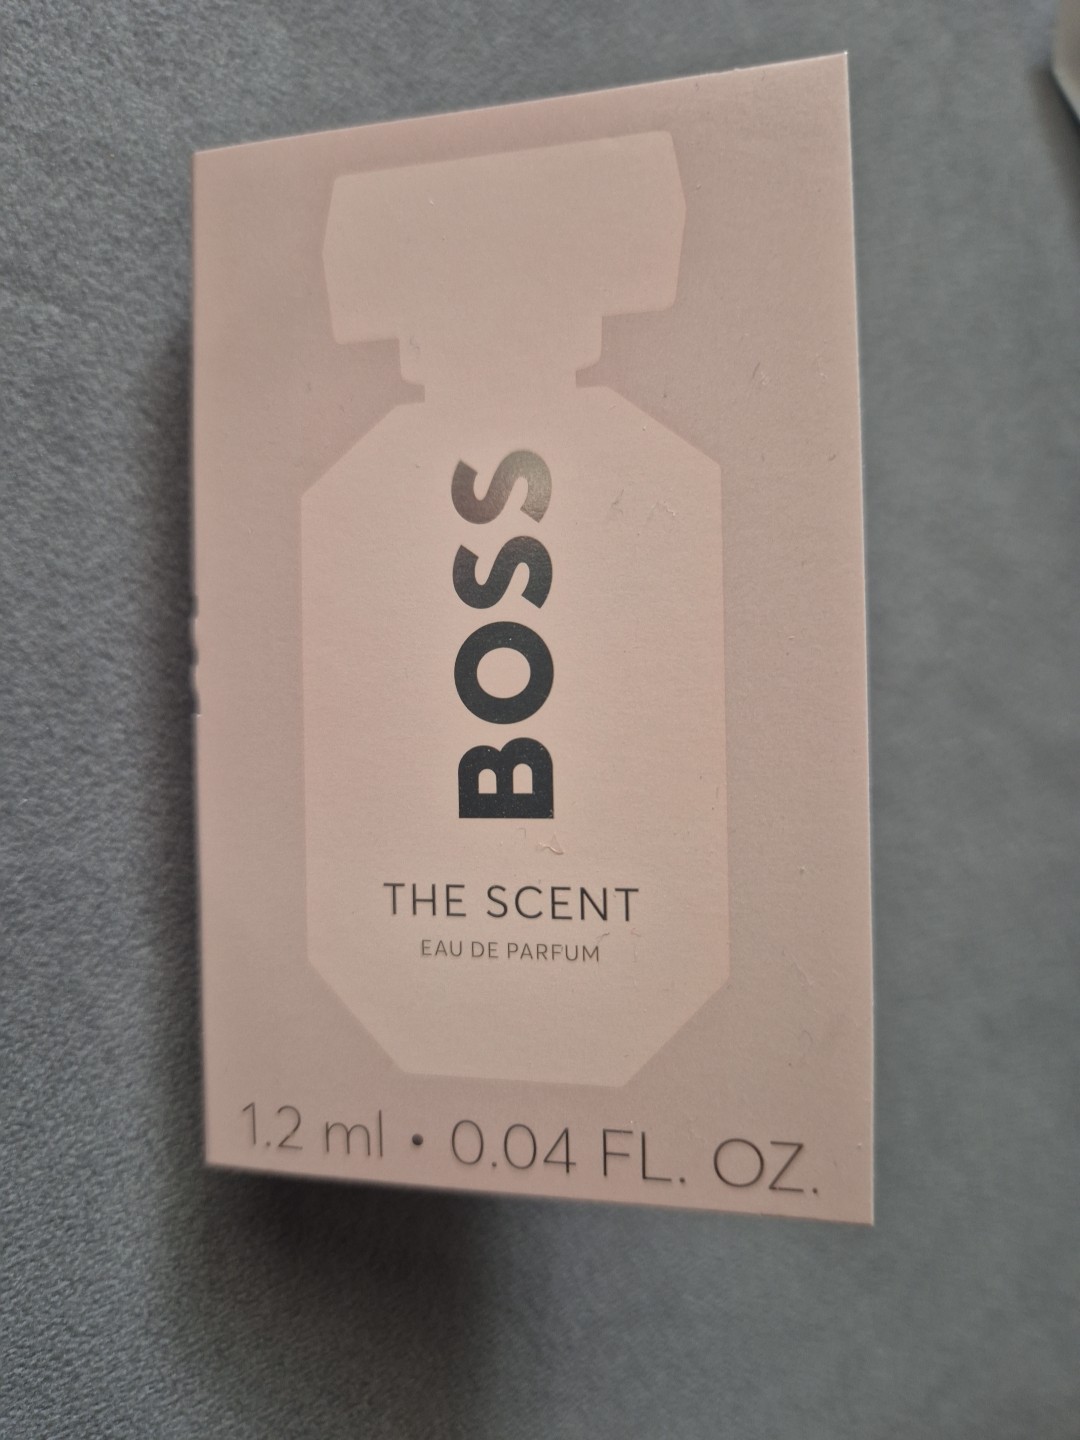 BOSS
THE SCENT
EAU DE PARFUM
1.2 ml • 0.04 FL. OZ.